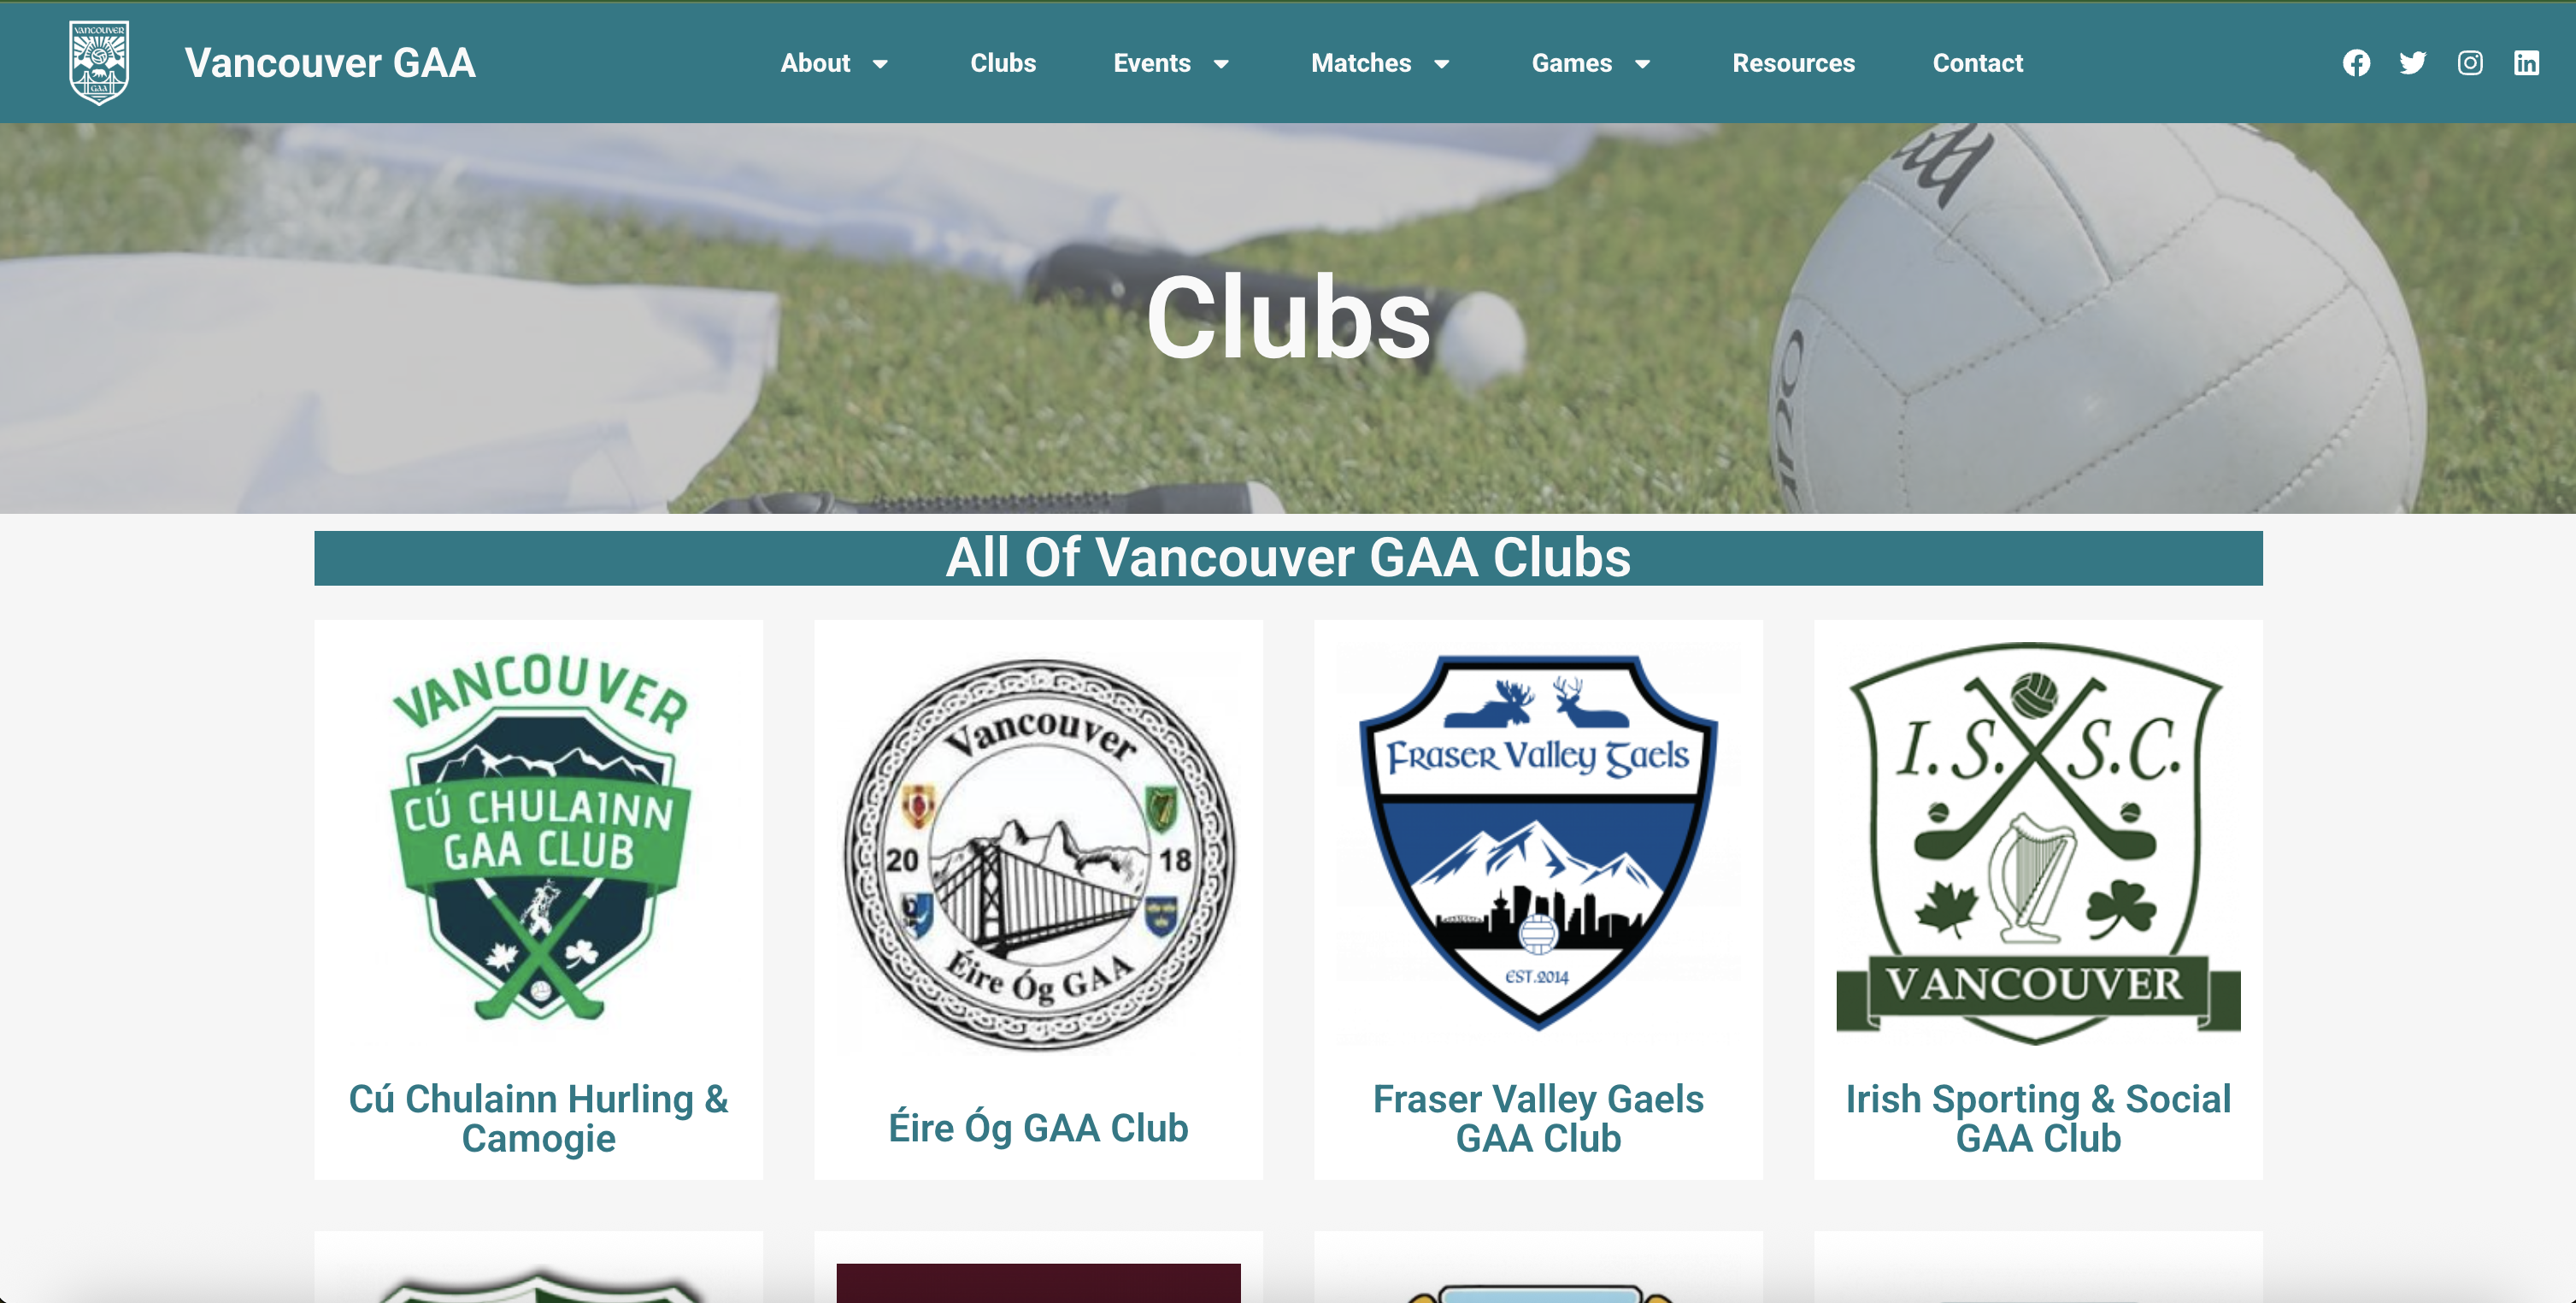 VANCOUVER
GAA
Vancouver GAA
About
Clubs
Events
Matches
Games
Resources
Contact
Clubs
All Of Vancouver GAA Clubs
VANCOUVER
CÚ CHULAINN
GAA CLUB
Cú Chulainn Hurling &
Camogie
Vancouver
20 18
Éire Óg GAA
Éire Óg GAA Club
Fraser Valley Gaels
EST.2014
Fraser Valley Gaels
GAA Club
I.S. S.C.
VANCOUVER
Irish Sporting & Social
GAA Club